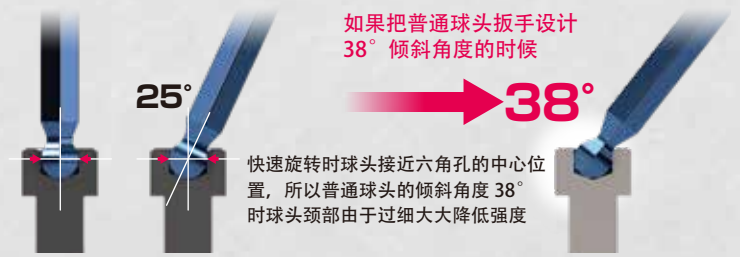 如果把普通球头扳手设计
38°倾斜角度的时候
25°
38°
快速旋转时球头接近六角孔的中心位
置，所以普通球头的倾斜角度 38°
时球头颈部由于过细大大降低强度